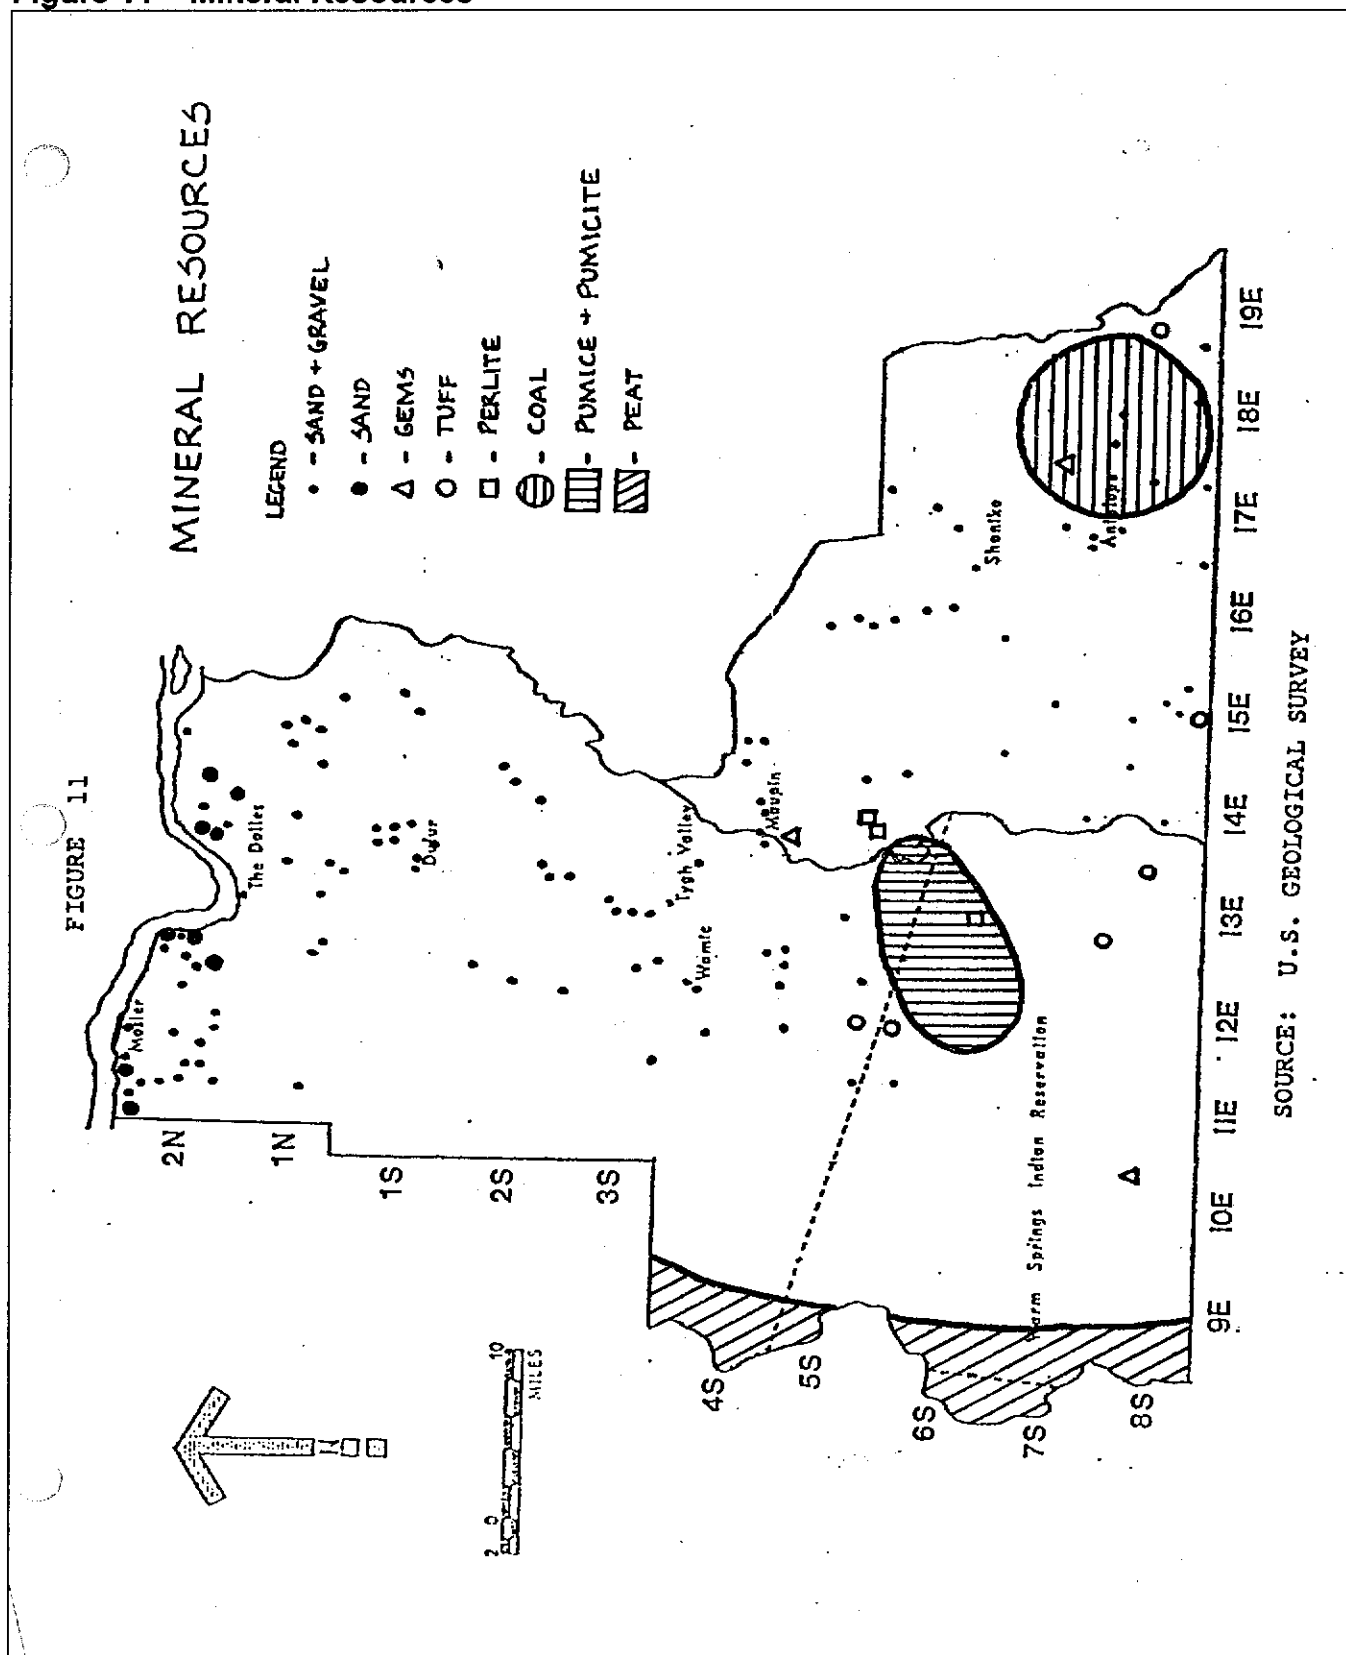 Figure 11 - Mineral Resources
FIGURE 11
MINERAL RESOURCES
LEGEND
• - SAND + GRAVEL
● - SAND
△ - GEMS
○ - TUFF
□ - PERLITE
- COAL
- PUMICE + PUMICITE
- PEAT
Mosier
The Dalles
Dufur
Tygh Valley
Wamic
Maupin
Shaniko
Antelope
Warm Springs Indian Reservation
2N
1N
1S
2S
3S
4S
5S
6S
7S
8S
9E
10E
11E
12E
13E
14E
15E
16E
17E
18E
19E
2 0 10
MILES
SOURCE: U.S. GEOLOGICAL SURVEY